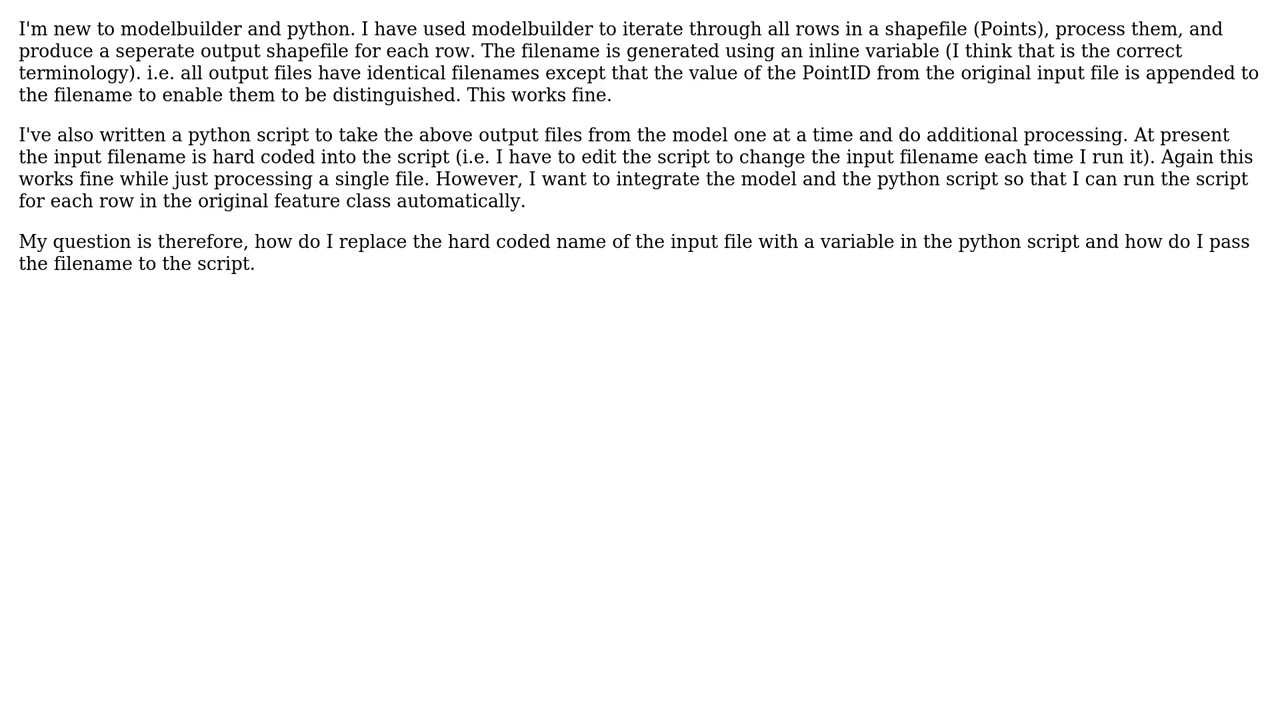 I'm new to modelbuilder and python. I have used modelbuilder to iterate through all rows in a shapefile (Points), process them, and
produce a seperate output shapefile for each row. The filename is generated using an inline variable (I think that is the correct
terminology). i.e. all output files have identical filenames except that the value of the PointID from the original input file is appended to
the filename to enable them to be distinguished. This works fine.
I've also written a python script to take the above output files from the model one at a time and do additional processing. At present
the input filename is hard coded into the script (i.e. I have to edit the script to change the input filename each time I run it). Again this
works fine while just processing a single file. However, I want to integrate the model and the python script so that I can run the script
for each row in the original feature class automatically.
My question is therefore, how do I replace the hard coded name of the input file with a variable in the python script and how do I pass
the filename to the script.